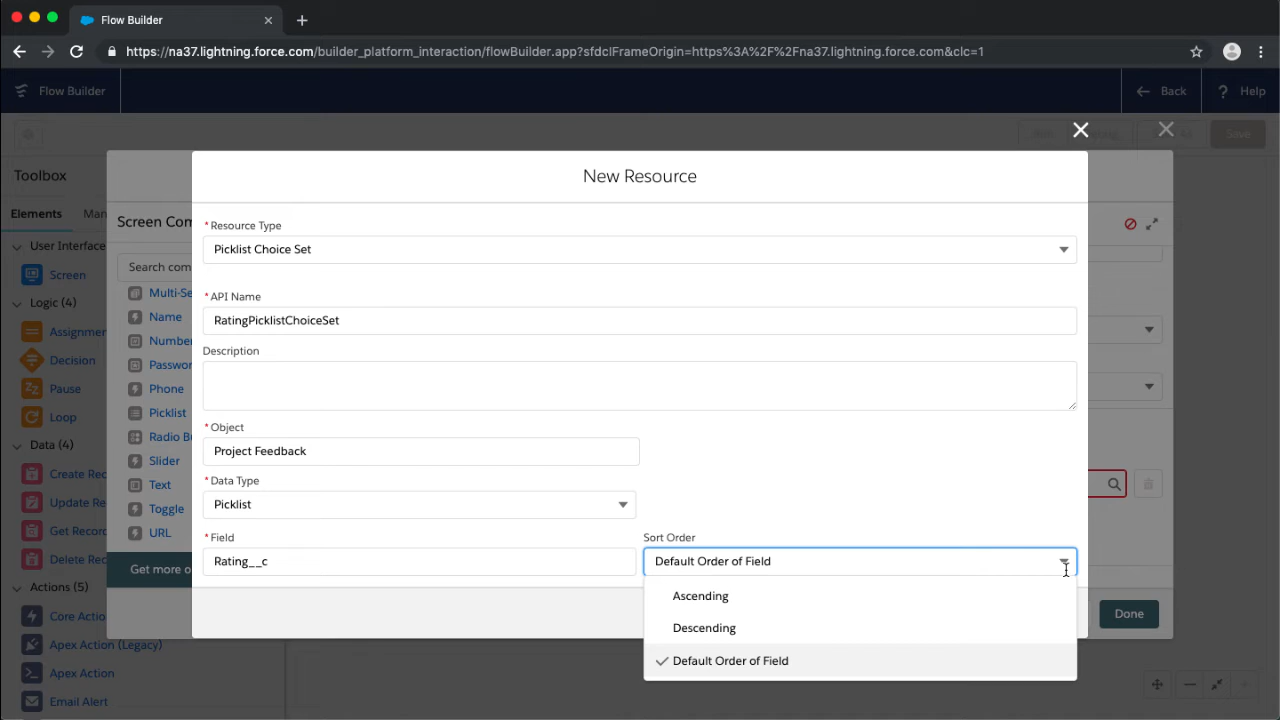 Flow Builder
https://na37.lightning.force.com/builder_platform_interaction/flowBuilder.app?sfdcIFrameOrigin=https%3A%2F%2Fna37.lightning.force.com&clc=1
Flow Builder
Back
? Help
Save
Toolbox
New Resource
Elements
Screen Com
* Resource Type
User Interface
Picklist Choice Set
Screen
Search com
Multi-Se
* API Name
Logic (4)
Name
RatingPicklistChoiceSet
Assignmen
Number
Description
Decision
Passwor
Pause
Phone
Loop
Picklist
* Object
Radio Bu
Data (4)
Project Feedback
Create Rec
Slider
* Data Type
Update Re
Text
Picklist
Get Record
Toggle
* Field
Sort Order
Delete Rec
URL
Rating__c
Default Order of Field
Get more o
Ascending
Actions (5)
Core Actio
Done
Descending
Apex Action (Legacy)
Default Order of Field
Apex Action
Email Alert